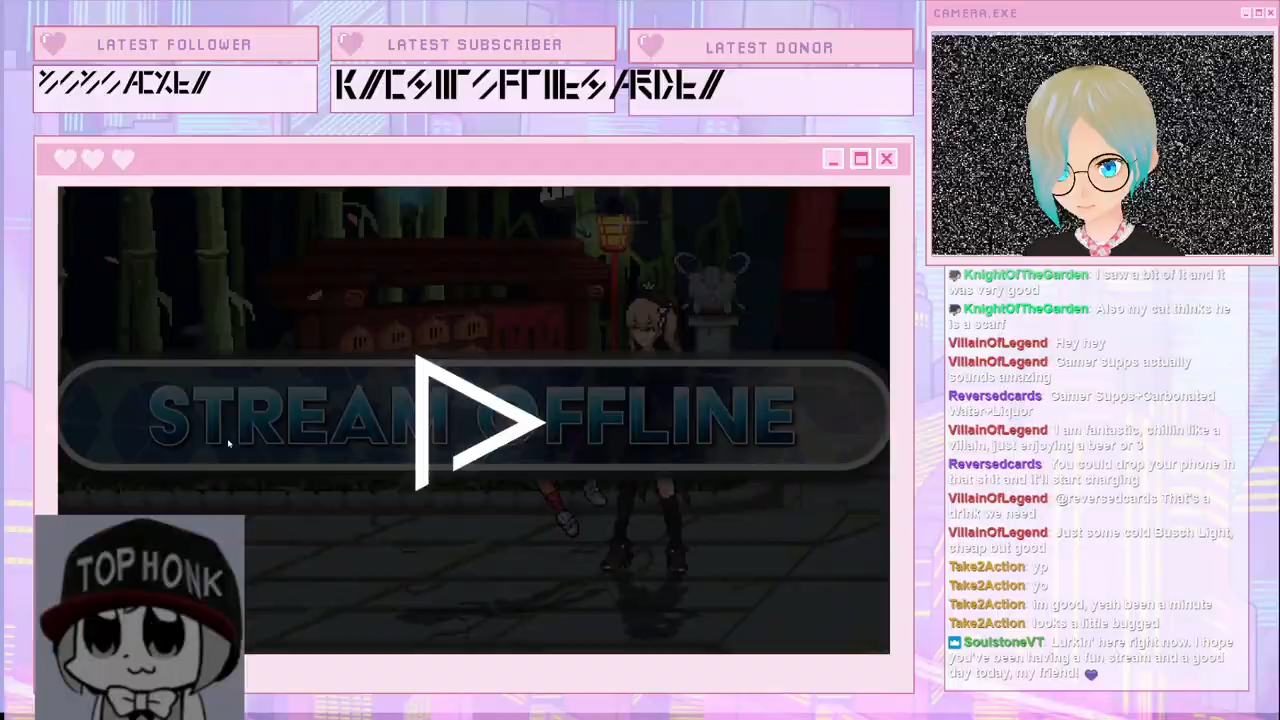 CAMERA.EXE
LATEST FOLLOWER
LATEST SUBSCRIBER
LATEST DONOR
STREAM OFFLINE
TOP HONK
KnightOfTheGarden: I saw a bit of it and it
was very good
KnightOfTheGarden: Also my cat thinks he
is a scarf
VillainOfLegend: Hey hey
VillainOfLegend: Gamer Supps actually
sounds amazing
Reversedcards: Gamer Supps+Carbonated
Water+Liquor
VillainOfLegend: I am fantastic, chillin like a
villain, just enjoying a beer or 3
Reversedcards: You could drop your phone in
that shit and it'll start charging
VillainOfLegend: @reversedcards That's a
drink we need
VillainOfLegend: Just some cold Busch Light,
cheap but good
Take2Action: yp
Take2Action: yo
Take2Action: im good, yeah been a minute
Take2Action: looks a little bugged
SoulstoneVT: Lurkin' here right now. I hope
you've been having a fun stream and a good
day today, my friend! 💜